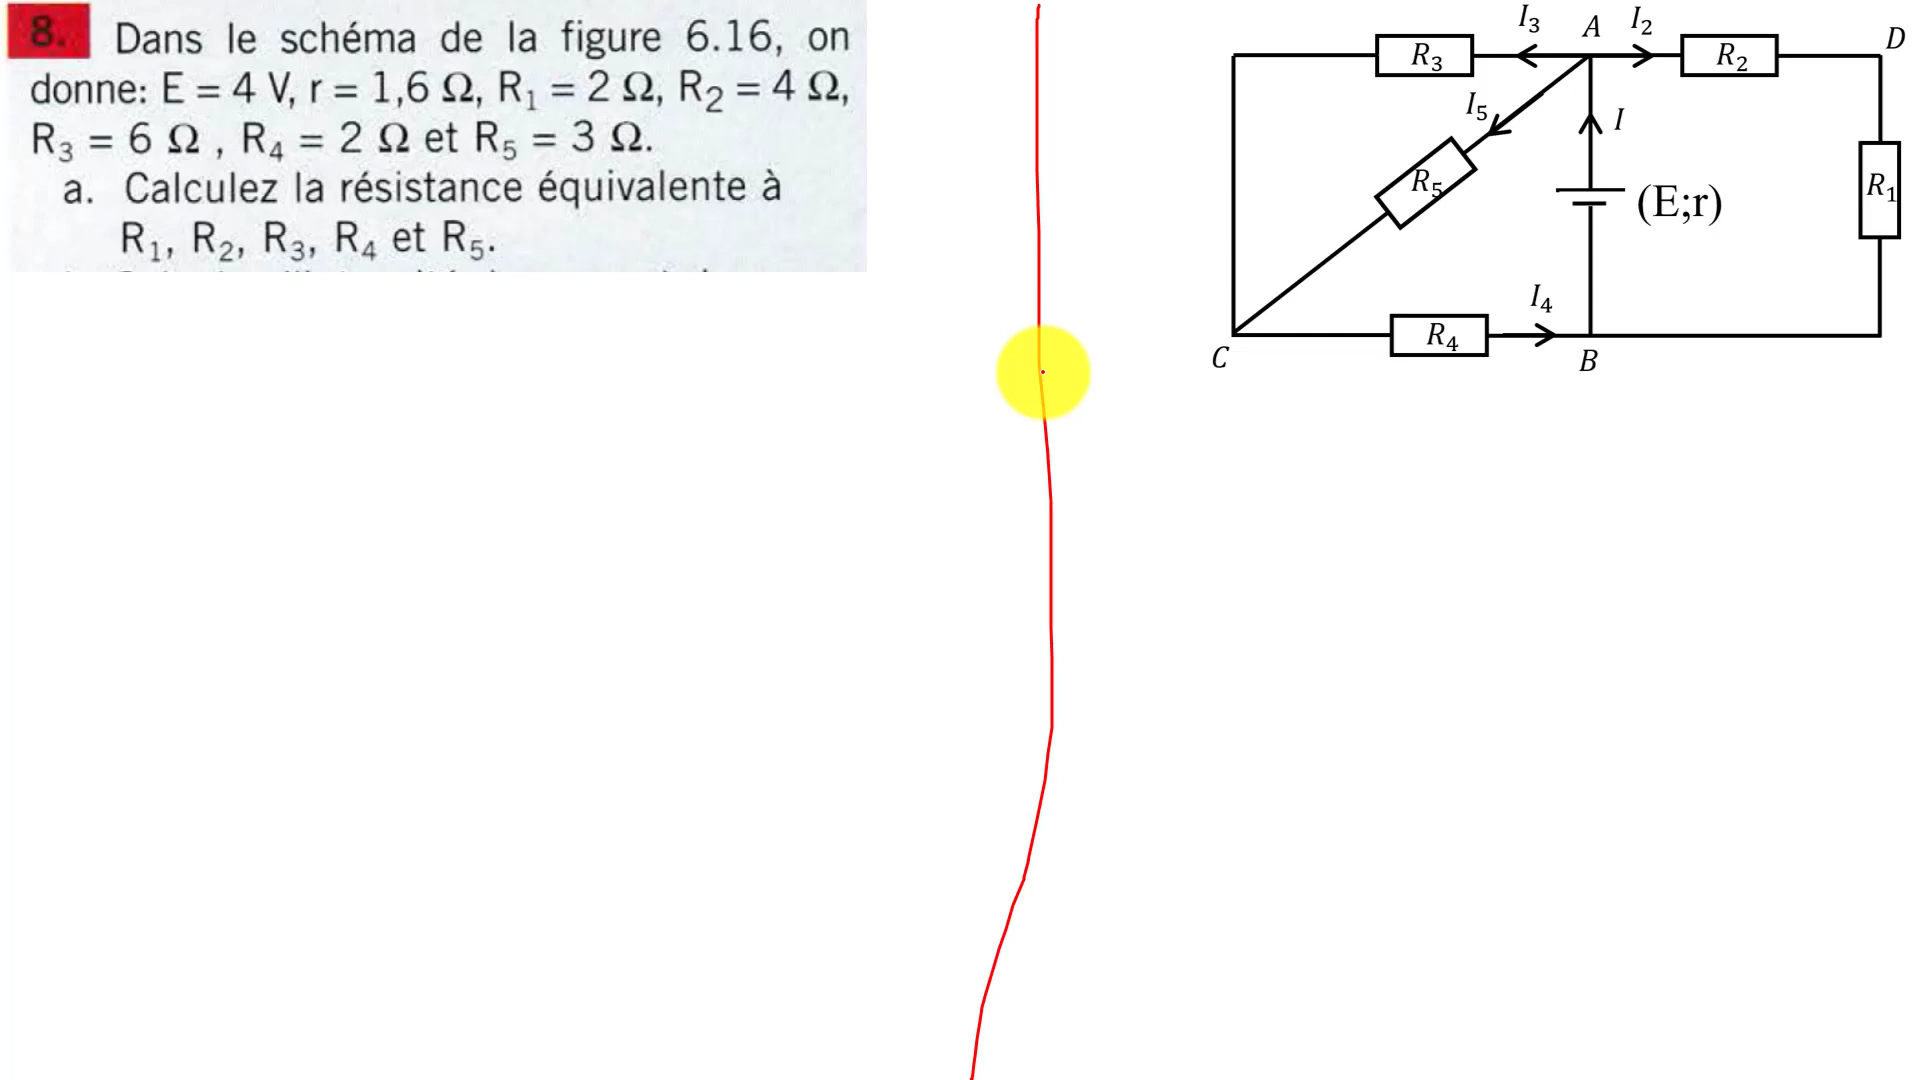 8. Dans le schéma de la figure 6.16, on
donne: E = 4 V, r = 1,6 Ω, R₁ = 2 Ω, R₂ = 4 Ω,
R₃ = 6 Ω , R₄ = 2 Ω et R₅ = 3 Ω.
a. Calculez la résistance équivalente à
R₁, R₂, R₃, R₄ et R₅.
I₃ A I₂ D
R₃ R₂
I₅ I
R₅ (E;r) R₁
I₄
R₄
C B